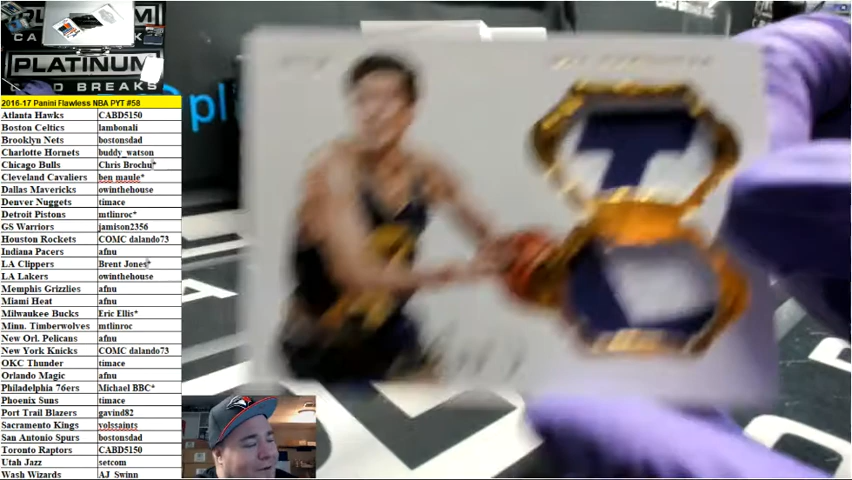 PLATINUM
CARD BREAKS
2016-17 Panini Flawless NBA PYT #58
Atlanta Hawks CABD5150
Boston Celtics lambonali
Brooklyn Nets bostonsdad
Charlotte Hornets buddy_watson
Chicago Bulls Chris Brochu*
Cleveland Cavaliers ben maule*
Dallas Mavericks owinthehouse
Denver Nuggets timace
Detroit Pistons mtlinroc*
GS Warriors jamison2356
Houston Rockets COMC dalando73
Indiana Pacers afnu
LA Clippers Brent Jones*
LA Lakers owinthehouse
Memphis Grizzlies afnu
Miami Heat afnu
Milwaukee Bucks Eric Ellis*
Minn. Timberwolves mtlinroc
New Orl. Pelicans afnu
New York Knicks COMC dalando73
OKC Thunder timace
Orlando Magic afnu
Philadelphia 76ers Michael BBC*
Phoenix Suns timace
Port Trail Blazers gavind82
Sacramento Kings volssaints
San Antonio Spurs bostonsdad
Toronto Raptors CABD5150
Utah Jazz setcom
Wash Wizards AJ_Swinn